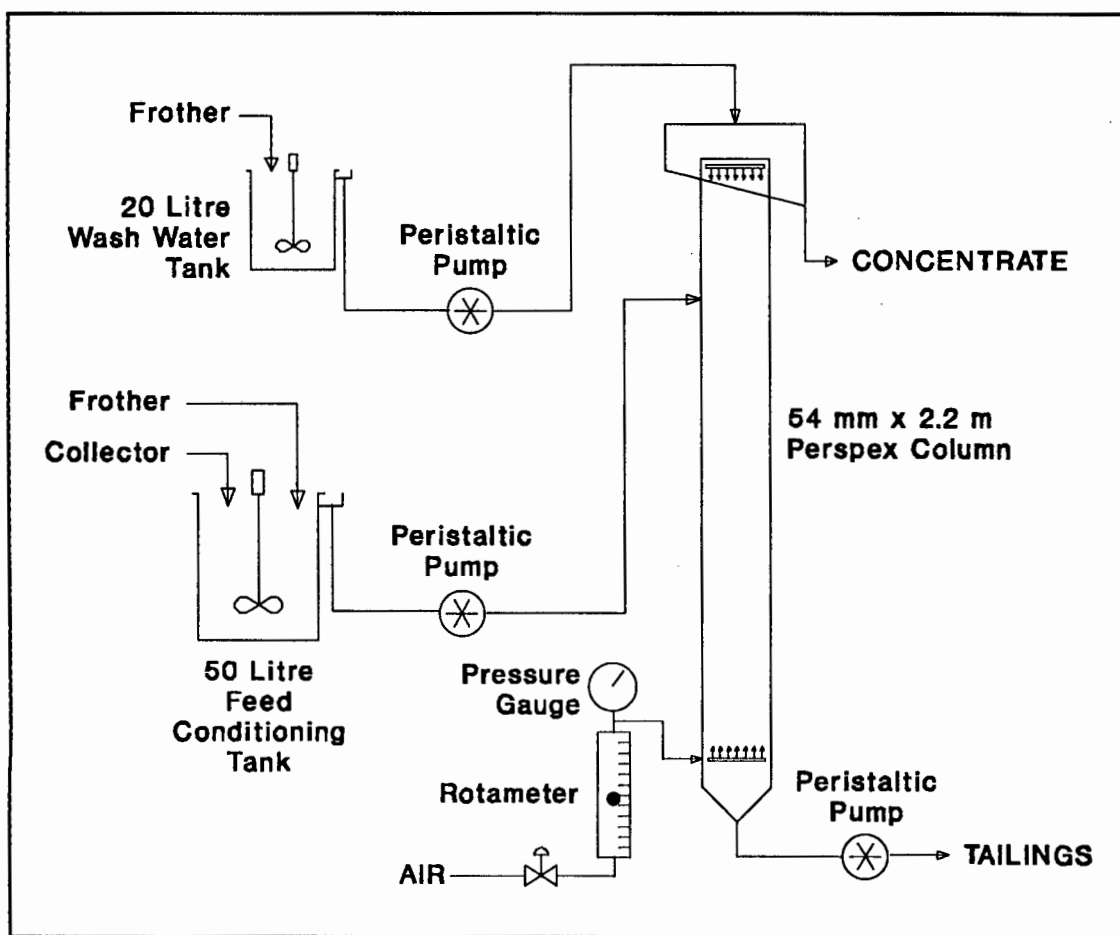 Frother
20 Litre
Wash Water
Tank
Peristaltic
Pump
CONCENTRATE
Frother
Collector
Peristaltic
Pump
54 mm x 2.2 m
Perspex Column
50 Litre
Feed
Conditioning
Tank
Pressure
Gauge
Rotameter
AIR
Peristaltic
Pump
TAILINGS